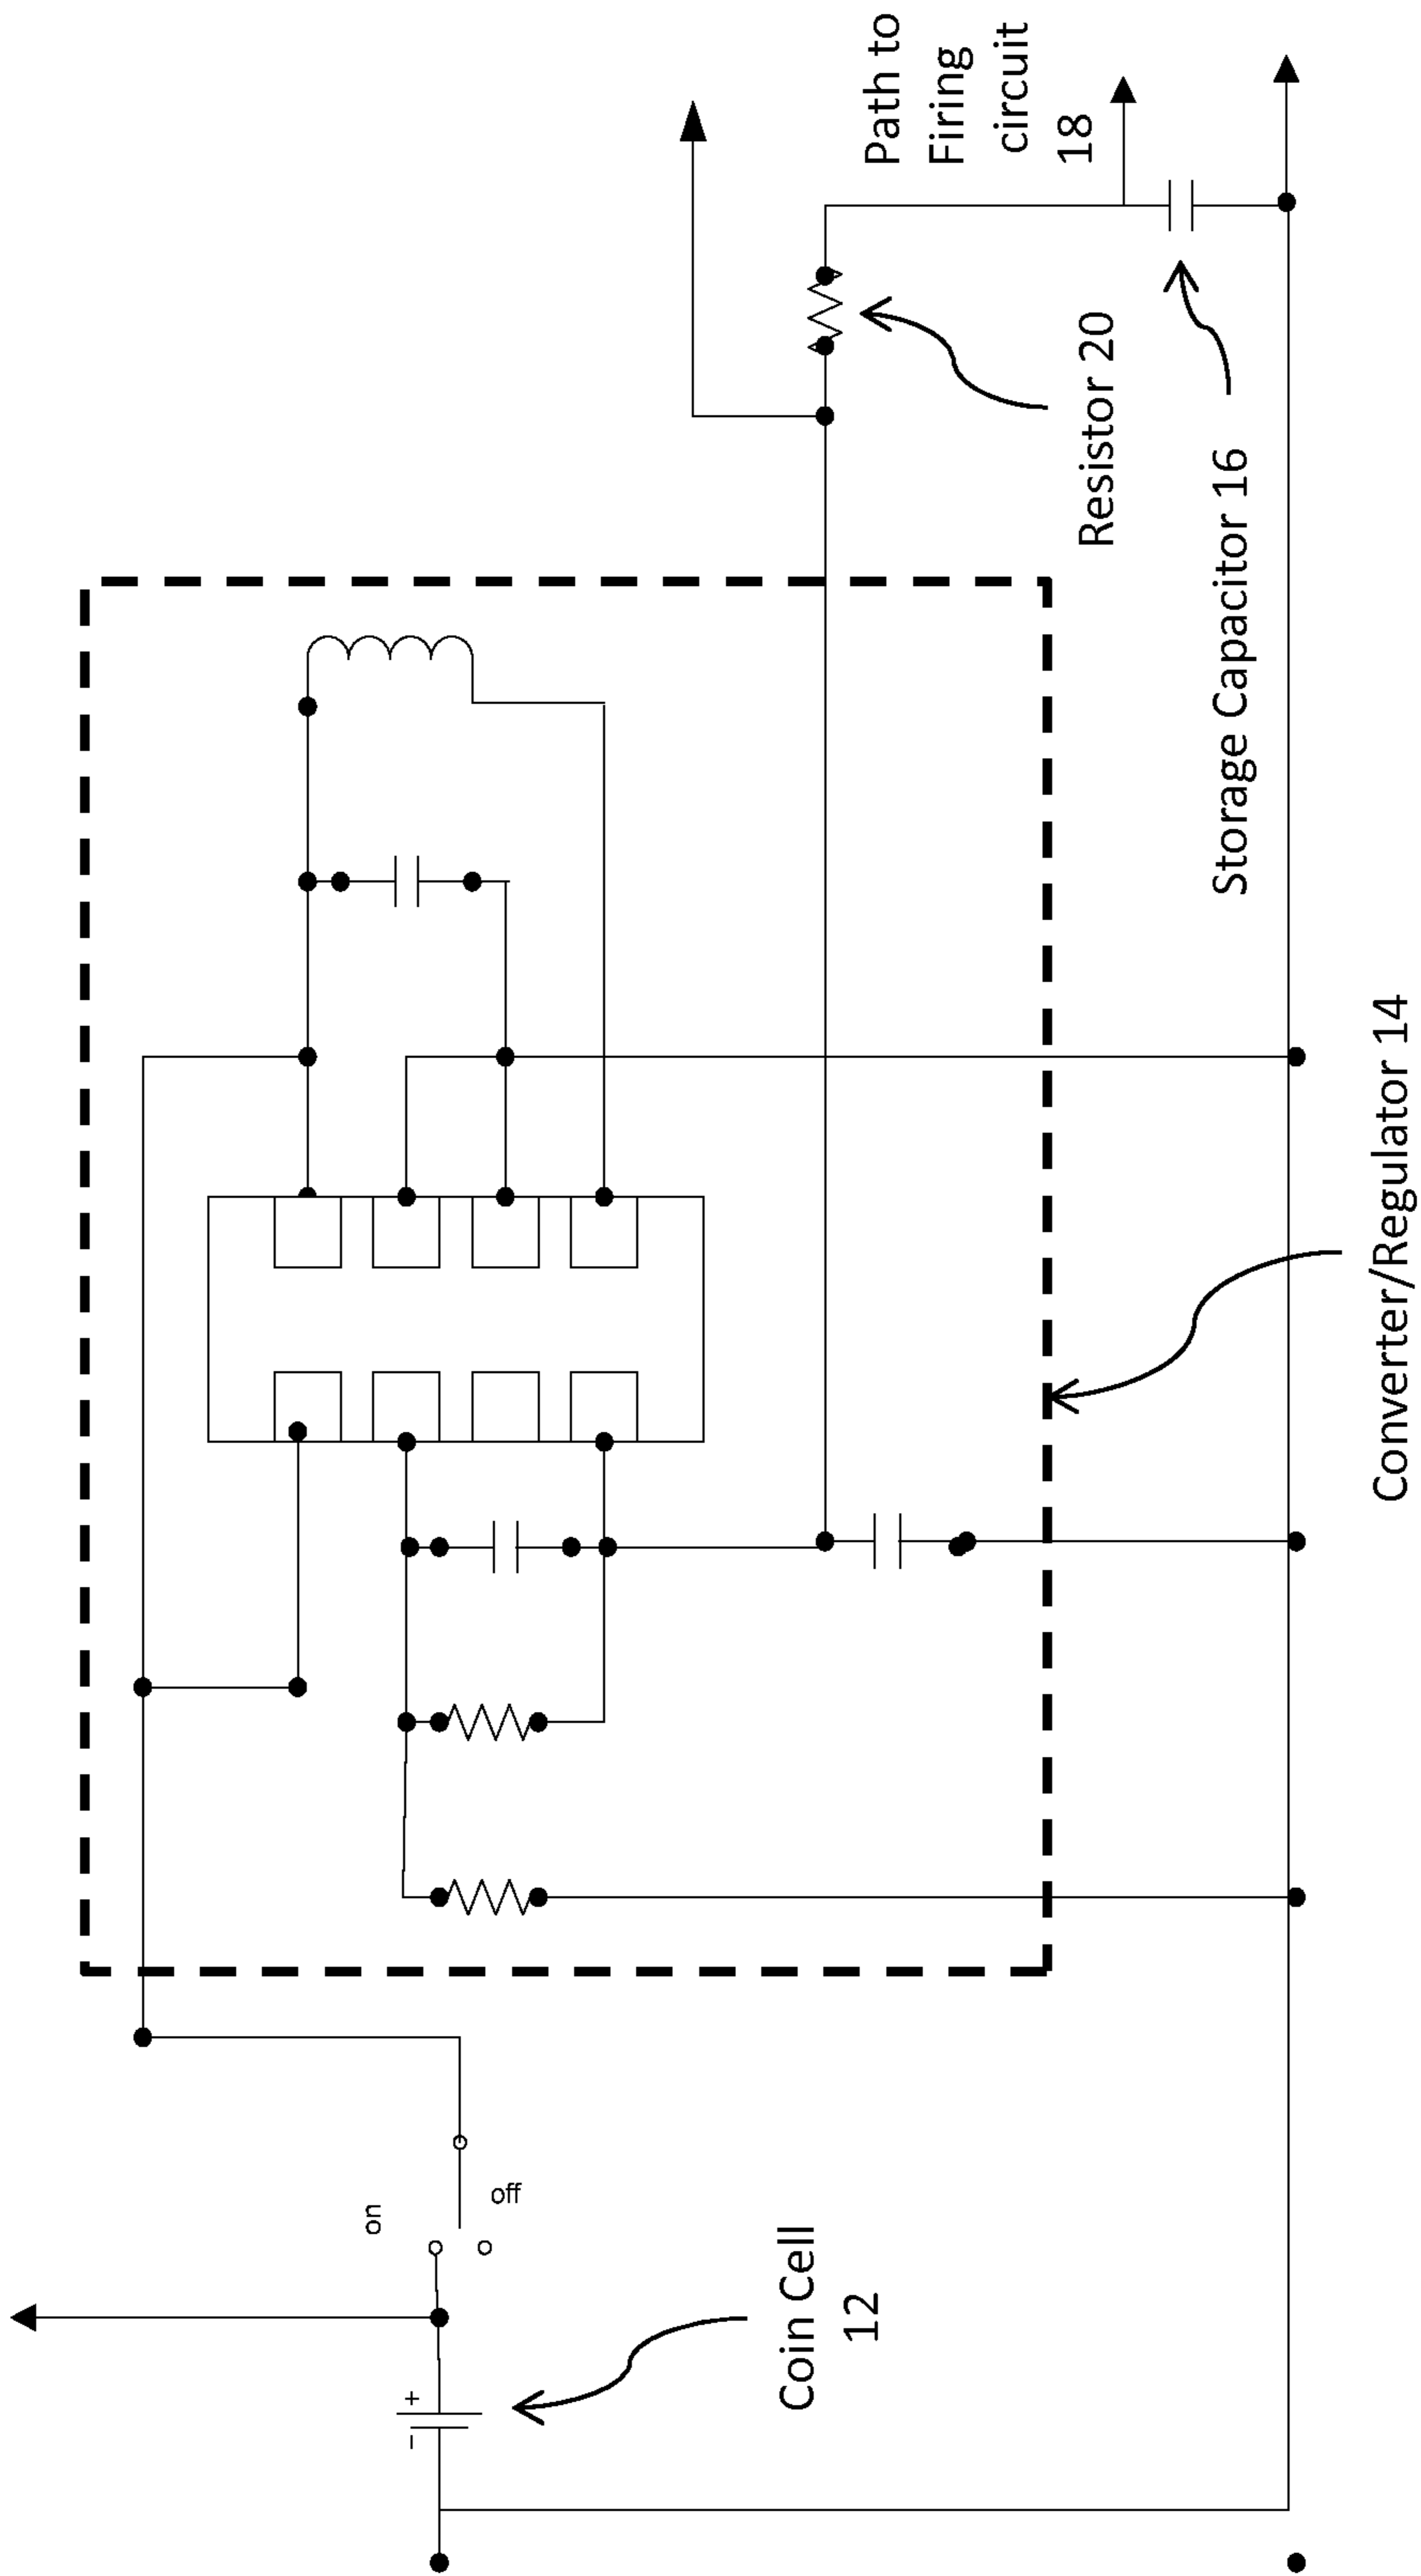 Path to
Firing
circuit
18
Resistor 20
Storage Capacitor 16
Converter/Regulator 14
on
off
Coin Cell
12
+
−